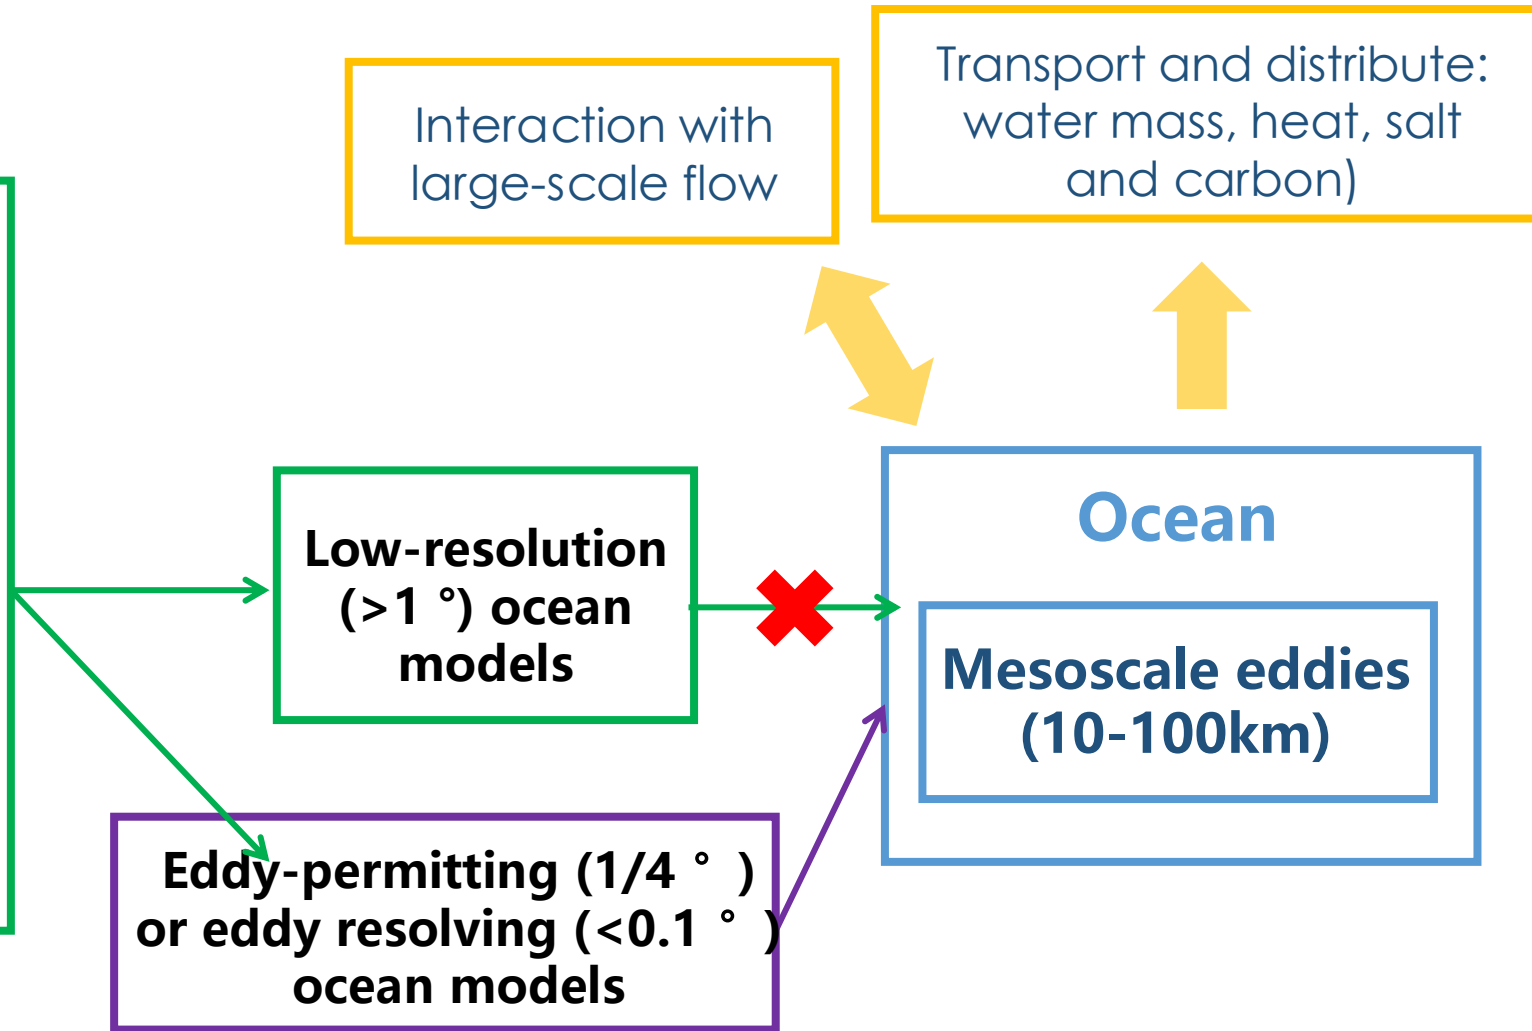 Interaction with
large-scale flow
Transport and distribute:
water mass, heat, salt
and carbon)
Low-resolution
(>1 °) ocean
models
Ocean
Mesoscale eddies
(10-100km)
Eddy-permitting (1/4 ° )
or eddy resolving (<0.1 ° )
ocean models